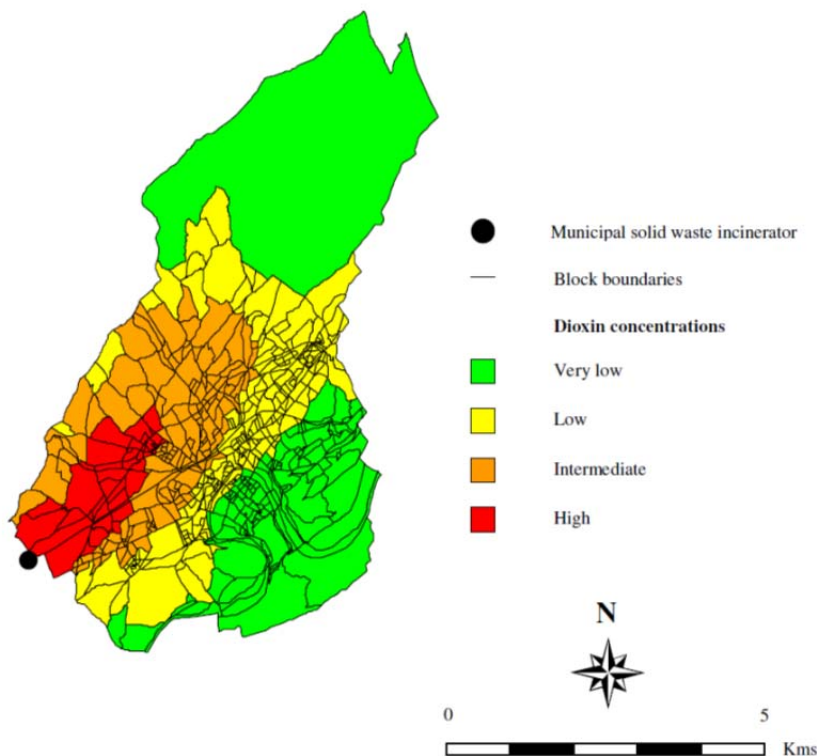 Municipal solid waste incinerator
Block boundaries
Dioxin concentrations
Very low
Low
Intermediate
High
N
0 5
Kms